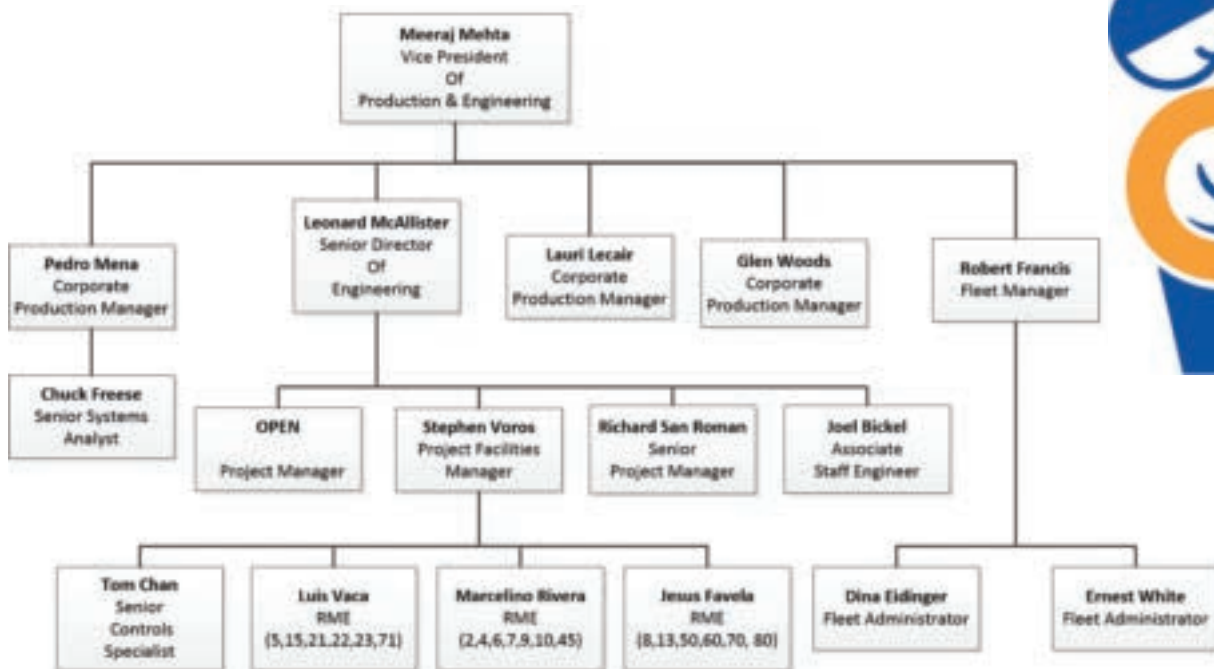 Meeraj Mehta
Vice President
Of
Production & Engineering
Pedro Mena
Corporate
Production Manager
Leonard McAllister
Senior Director
Of
Engineering
Lauri Lecair
Corporate
Production Manager
Glen Woods
Corporate
Production Manager
Robert Francis
Fleet Manager
Chuck Freese
Senior Systems
Analyst
OPEN
Project Manager
Stephen Voros
Project Facilities
Manager
Richard San Roman
Senior
Project Manager
Joel Bickel
Associate
Staff Engineer
Tom Chan
Senior
Controls
Specialist
Luis Vaca
RME
(5,15,21,22,23,71)
Marcelino Rivera
RME
(2,4,6,7,9,10,45)
Jesus Favela
RME
(8,13,50,60,70, 80)
Dina Eidinger
Fleet Administrator
Ernest White
Fleet Administrator